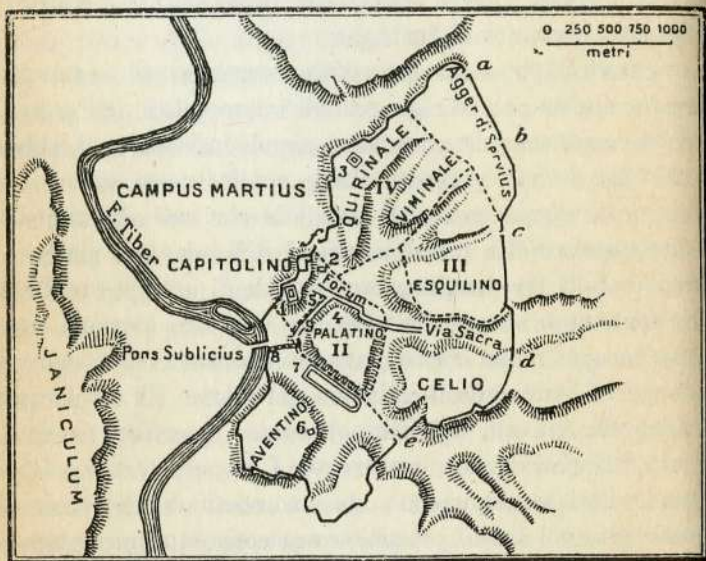 0 250 500 750 1000
metri
a
Agger di Servius
b
QUIRINALE
3
IV
VIMINALE
CAMPUS MARTIUS
F. Tiber
c
CAPITOLINO
2
III
ESQUILINO
Forum
5
4
PALATINO
II
Via Sacra
Pons Sublicius
8
7
d
CELIO
JANICULUM
AVENTINO
6
e